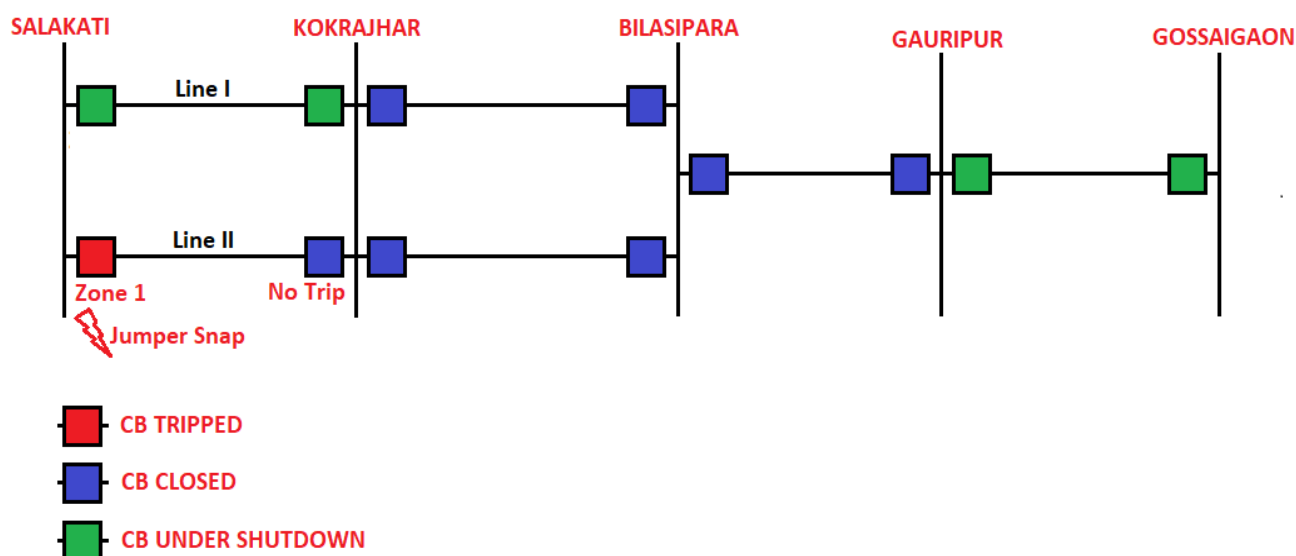 SALAKATI
KOKRAJHAR
BILASIPARA
GAURIPUR
GOSSAIGAON
Line I
Line II
Zone 1
No Trip
Jumper Snap
CB TRIPPED
CB CLOSED
CB UNDER SHUTDOWN